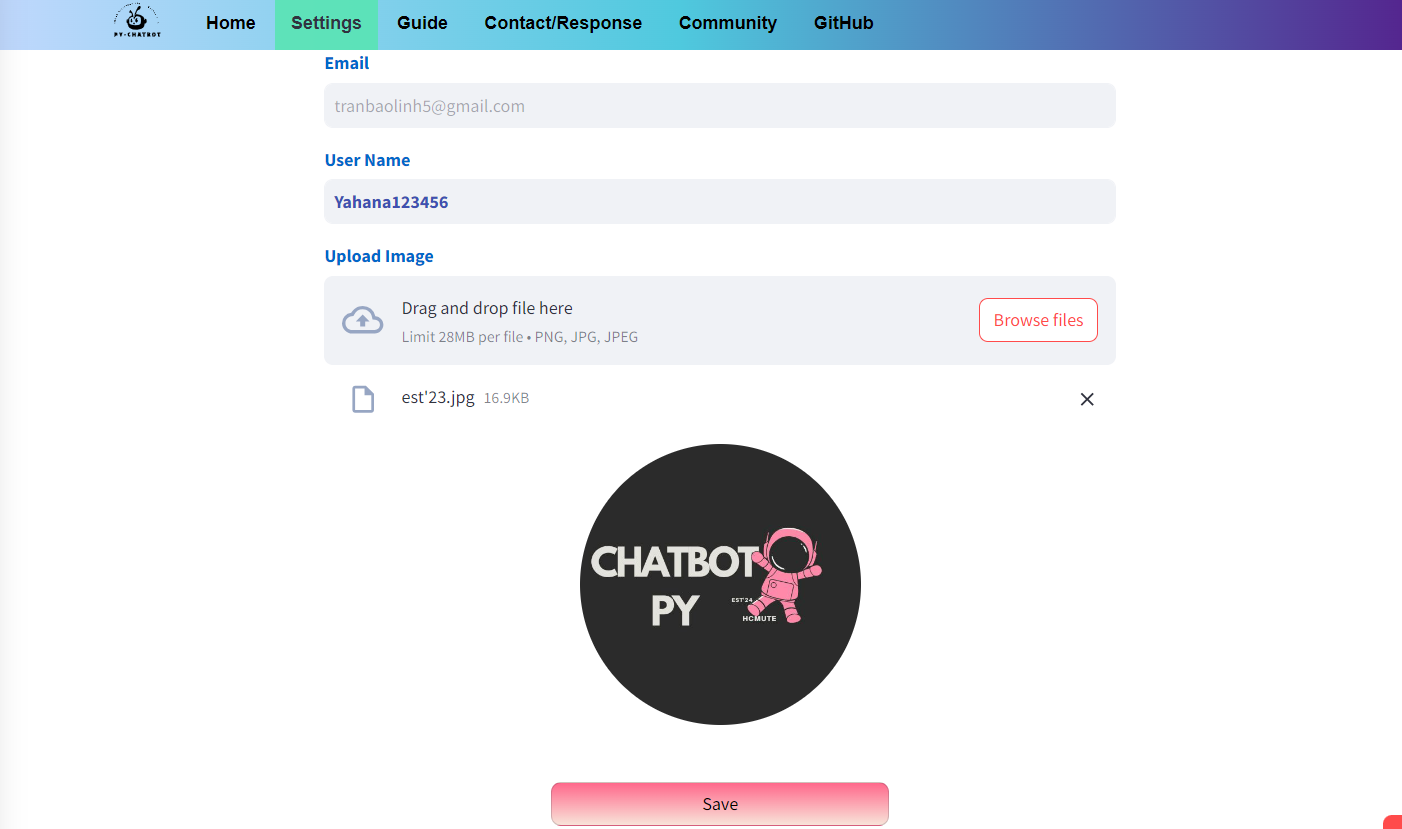 PY-CHATBOT
Home
Settings
Guide
Contact/Response
Community
GitHub
Email
tranbaolinh5@gmail.com
User Name
Yahana123456
Upload Image
Drag and drop file here
Limit 28MB per file • PNG, JPG, JPEG
Browse files
est'23.jpg 16.9KB
CHATBOT
PY
EST'24
HCMUTE
Save